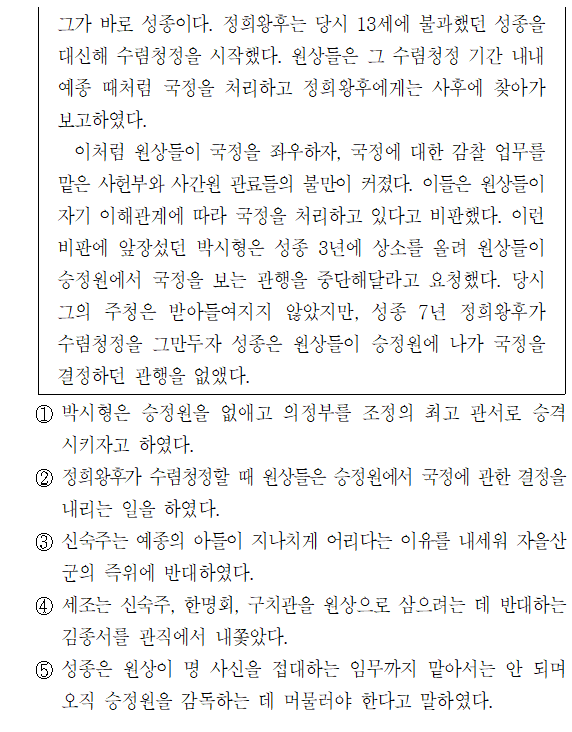 그가 바로 성종이다. 정희왕후는 당시 13세에 불과했던 성종을
대신해 수렴청정을 시작했다. 원상들은 그 수렴청정 기간 내내
예종 때처럼 국정을 처리하고 정희왕후에게는 사후에 찾아가
보고하였다.
이처럼 원상들이 국정을 좌우하자, 국정에 대한 감찰 업무를
맡은 사헌부와 사간원 관료들의 불만이 커졌다. 이들은 원상들이
자기 이해관계에 따라 국정을 처리하고 있다고 비판했다. 이런
비판에 앞장섰던 박시형은 성종 3년에 상소를 올려 원상들이
승정원에서 국정을 보는 관행을 중단해달라고 요청했다. 당시
그의 주청은 받아들여지지 않았지만, 성종 7년 정희왕후가
수렴청정을 그만두자 성종은 원상들이 승정원에 나가 국정을
결정하던 관행을 없앴다.
① 박시형은 승정원을 없애고 의정부를 조정의 최고 관서로 승격
시키자고 하였다.
② 정희왕후가 수렴청정할 때 원상들은 승정원에서 국정에 관한 결정을
내리는 일을 하였다.
③ 신숙주는 예종의 아들이 지나치게 어리다는 이유를 내세워 자을산
군의 즉위에 반대하였다.
④ 세조는 신숙주, 한명회, 구치관을 원상으로 삼으려는 데 반대하는
김종서를 관직에서 내쫓았다.
⑤ 성종은 원상이 명 사신을 접대하는 임무까지 맡아서는 안 되며
오직 승정원을 감독하는 데 머물러야 한다고 말하였다.